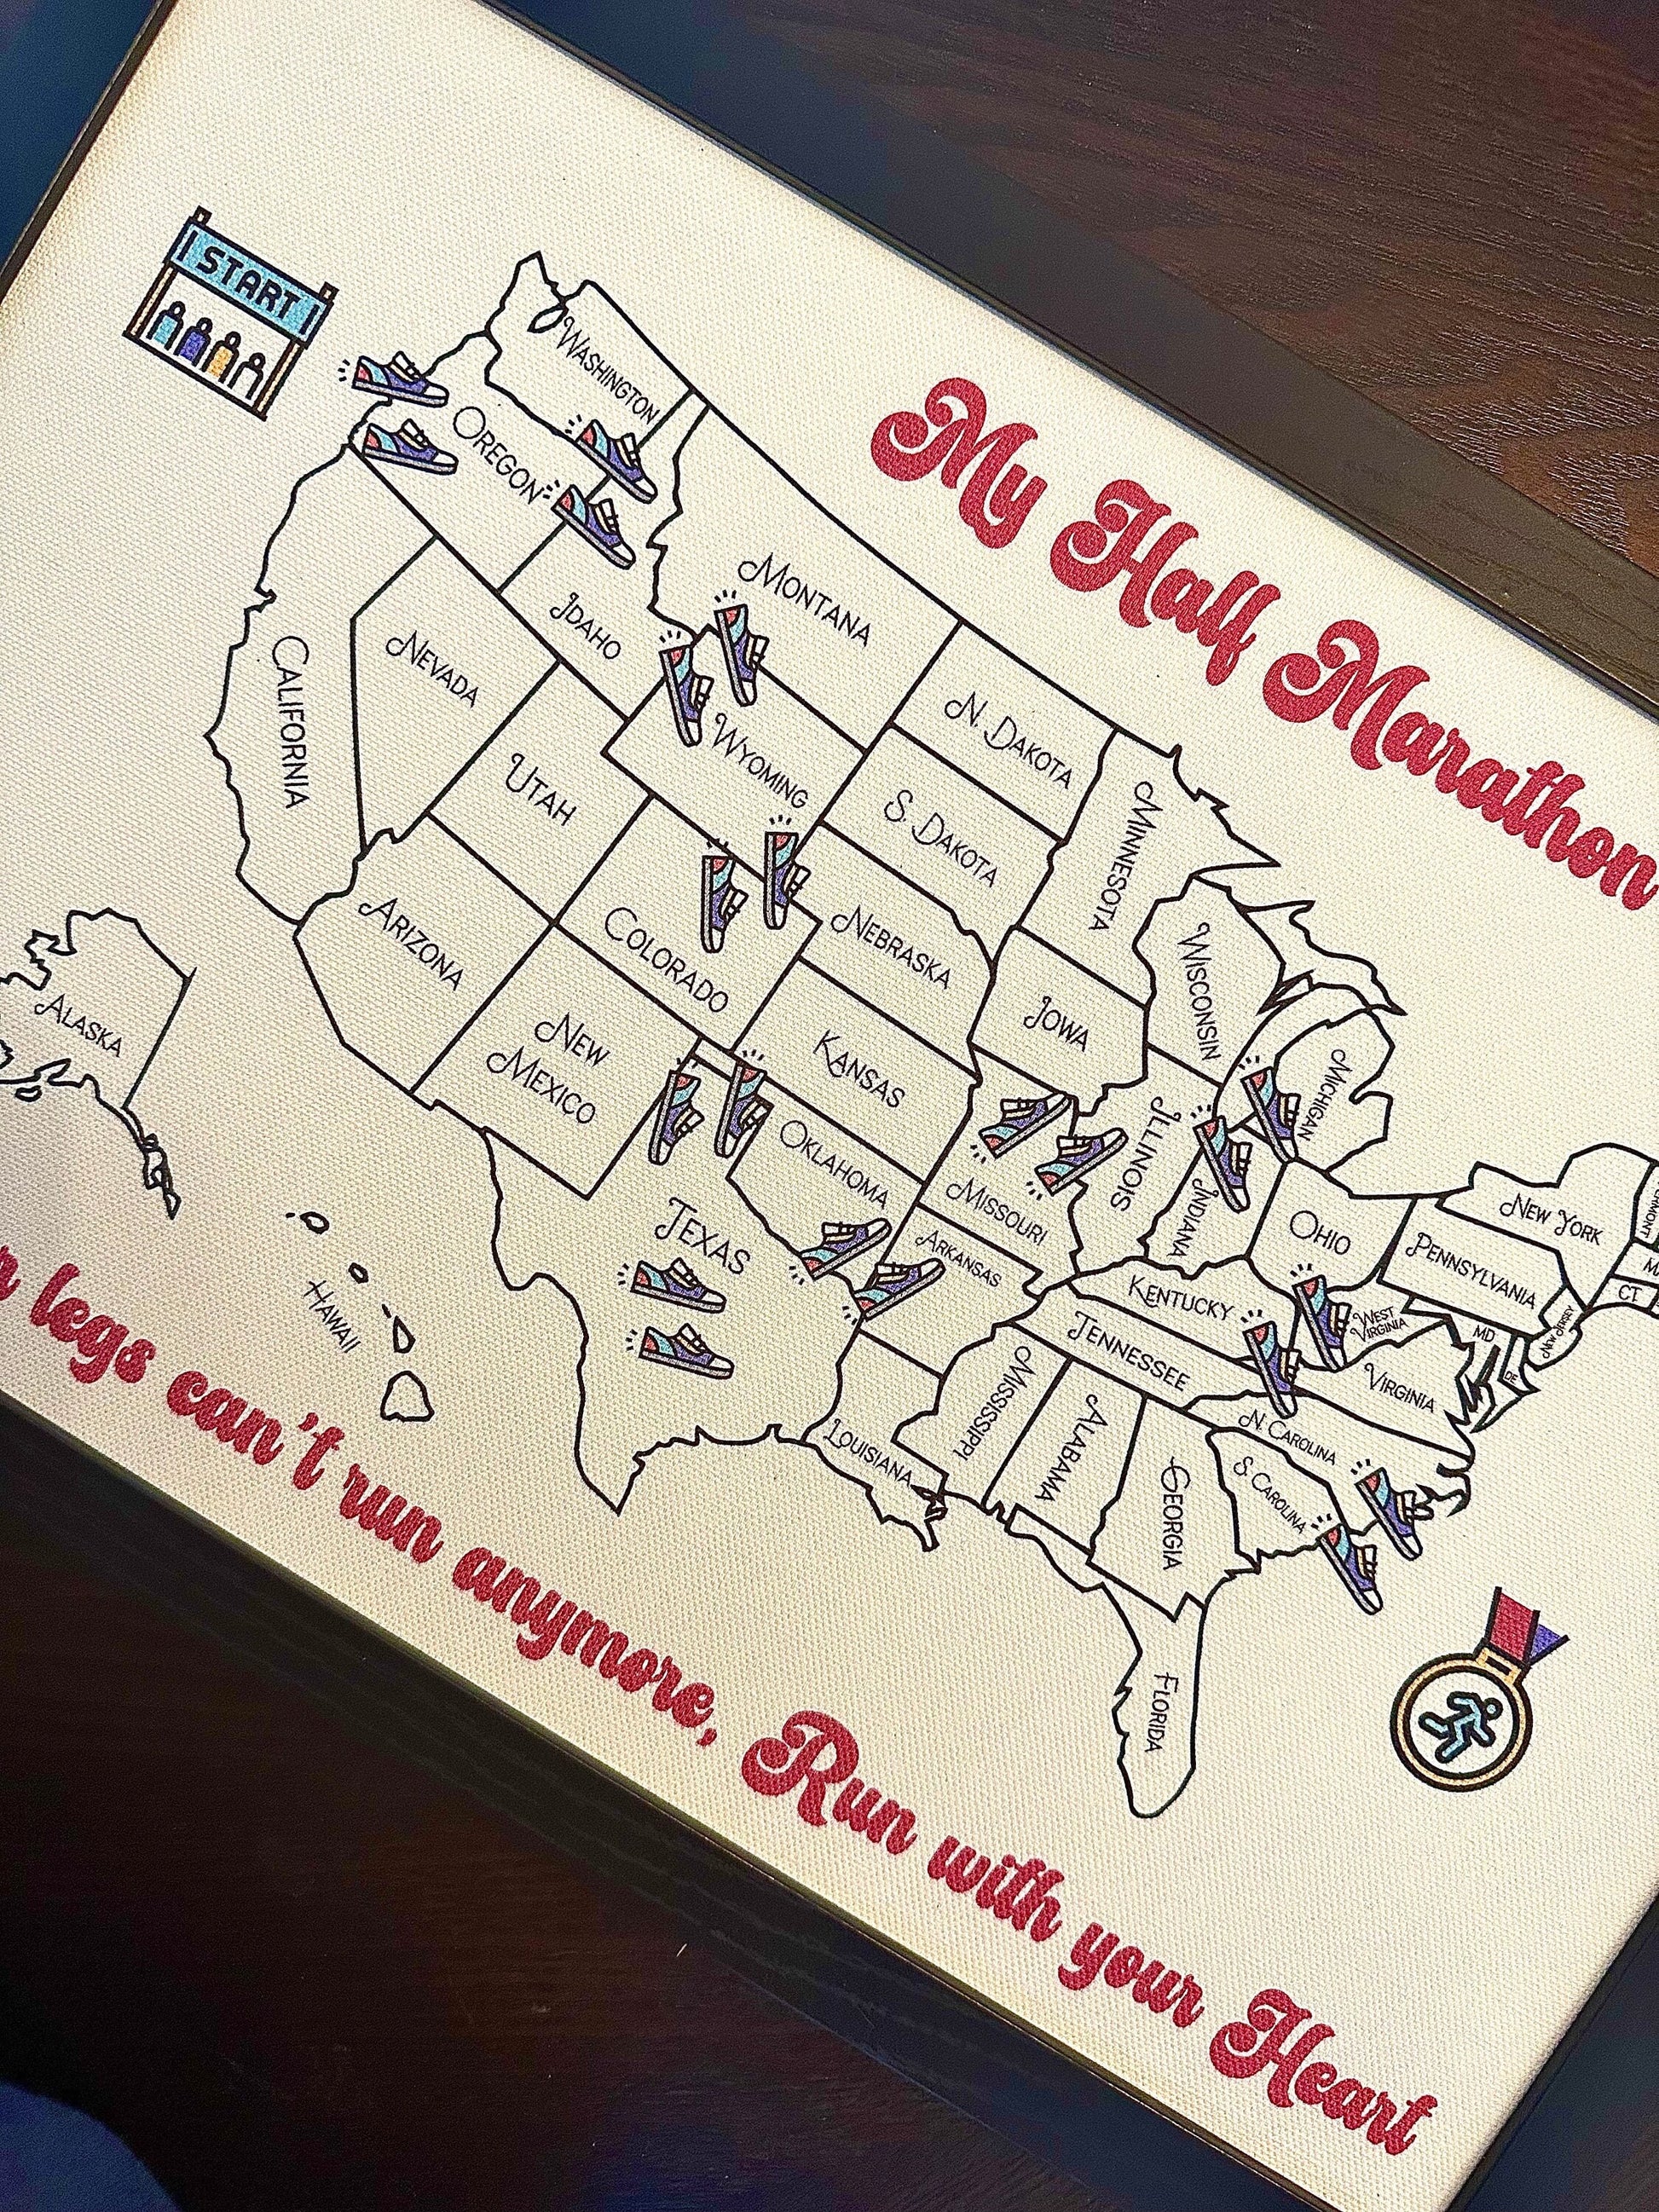 My Half Marathon
START
WASHINGTON
OREGON
MONTANA
IDAHO
N. DAKOTA
MINNESOTA
NEVADA
WYOMING
S. DAKOTA
CALIFORNIA
UTAH
NEBRASKA
WISCONSIN
ARIZONA
COLORADO
IOWA
ALASKA
NEW
MEXICO
KANSAS
MICHIGAN
ILLINOIS
OKLAHOMA
MISSOURI
INDIANA
OHIO
NEW YORK
PENNSYLVANIA
CT
TEXAS
ARKANSAS
KENTUCKY
WEST
VIRGINIA
MD
NEW JERSEY
DE
HAWAII
TENNESSEE
VIRGINIA
MISSISSIPPI
ALABAMA
N. CAROLINA
LOUISIANA
GEORGIA
S. CAROLINA
FLORIDA
legs can't run anymore, Run with your Heart